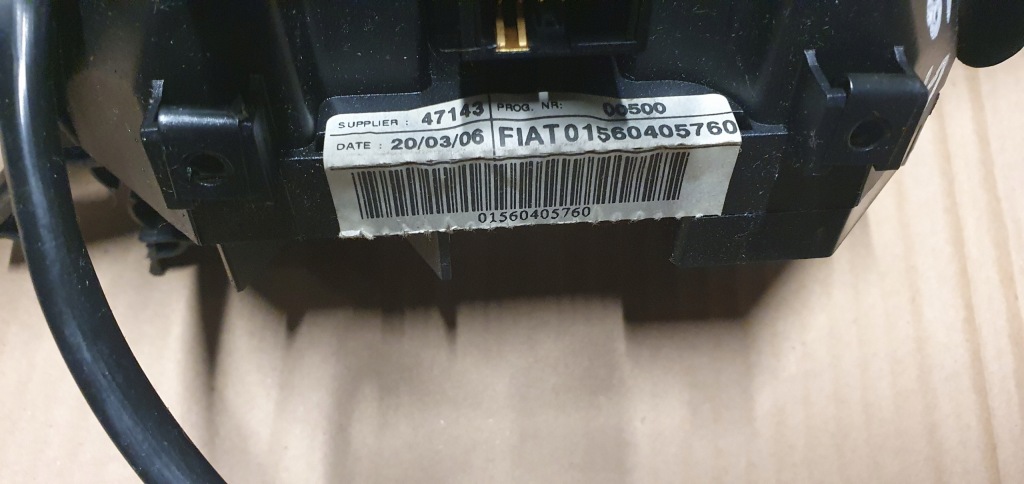 SUPPLIER : 47143 PROG. NR: 00500
DATE : 20/03/06 FIAT01560405760
01560405760